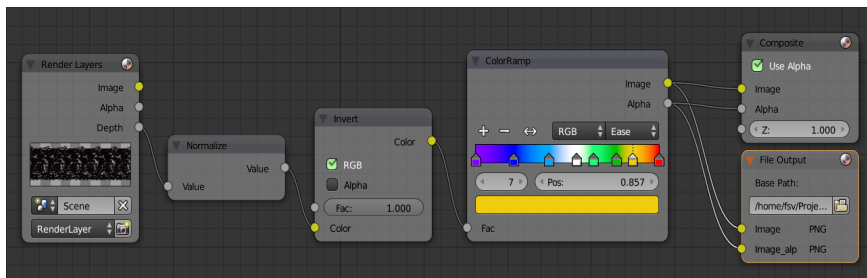 Render Layers
Image
Alpha
Depth
Scene
RenderLayer
Normalize
Value
Value
Invert
Color
RGB
Alpha
Fac: 1.000
Color
ColorRamp
Image
Alpha
RGB Ease
7 Pos: 0.857
Fac
Composite
Use Alpha
Image
Alpha
Z: 1.000
File Output
Base Path:
/home/fsv/Proje...
Image PNG
Image_alp PNG